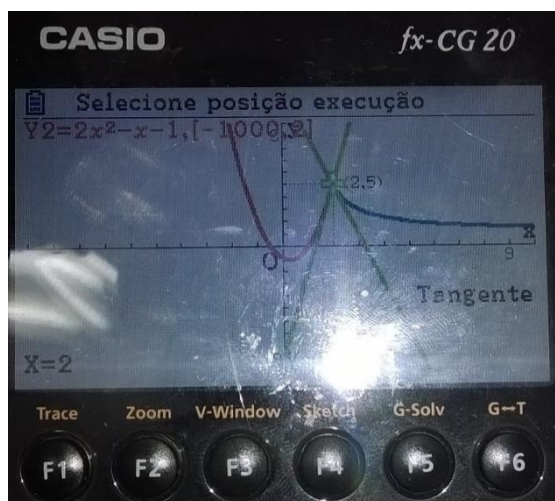 CASIO fx-CG 20
Selecione posição execução
Y2=2x²-x-1,[-1000,2]
(2,5)
X
O 9
Tangente
X=2
Trace Zoom V-Window Sketch G-Solv G↔T
F1 F2 F3 F4 F5 F6